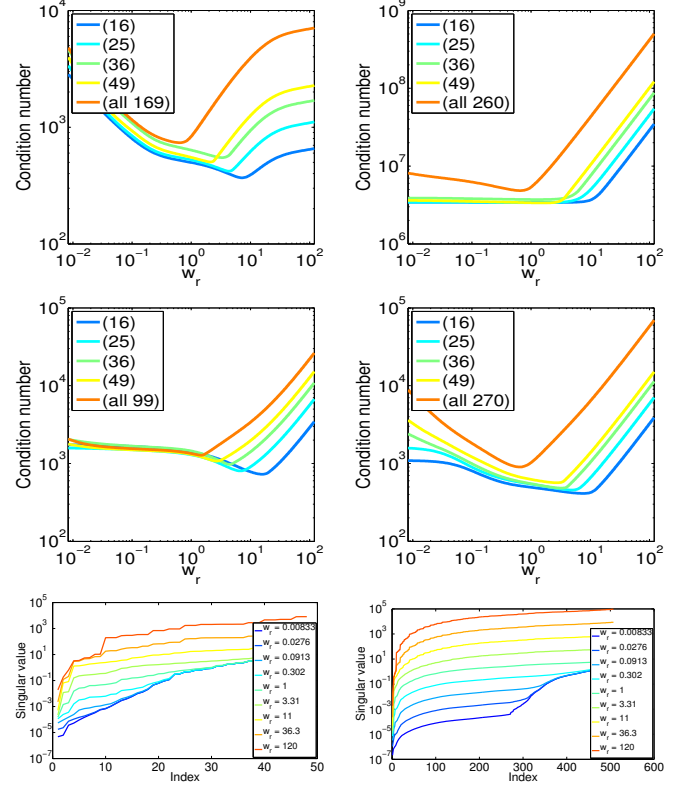 10^4
(16)
(25)
(36)
(49)
(all 169)
Condition number
10^3
10^2
10^-2
10^-1
10^0
10^1
10^2
w_r
10^9
(16)
(25)
(36)
(49)
(all 260)
Condition number
10^8
10^7
10^6
10^-2
10^-1
10^0
10^1
10^2
w_r
10^5
(16)
(25)
(36)
(49)
(all 99)
Condition number
10^4
10^3
10^2
10^-2
10^-1
10^0
10^1
10^2
w_r
10^5
(16)
(25)
(36)
(49)
(all 270)
Condition number
10^4
10^3
10^2
10^-2
10^-1
10^0
10^1
10^2
w_r
10^5
10^3
10^1
10^-1
10^-3
10^-5
10^-7
Singular value
w_r = 0.00833
w_r = 0.0276
w_r = 0.0913
w_r = 0.302
w_r = 1
w_r = 3.31
w_r = 11
w_r = 36.3
w_r = 120
0
10
20
30
40
50
Index
10^5
10^3
10^1
10^-1
10^-3
10^-5
10^-7
Singular value
w_r = 0.00833
w_r = 0.0276
w_r = 0.0913
w_r = 0.302
w_r = 1
w_r = 3.31
w_r = 11
w_r = 36.3
w_r = 120
0
100
200
300
400
500
600
Index